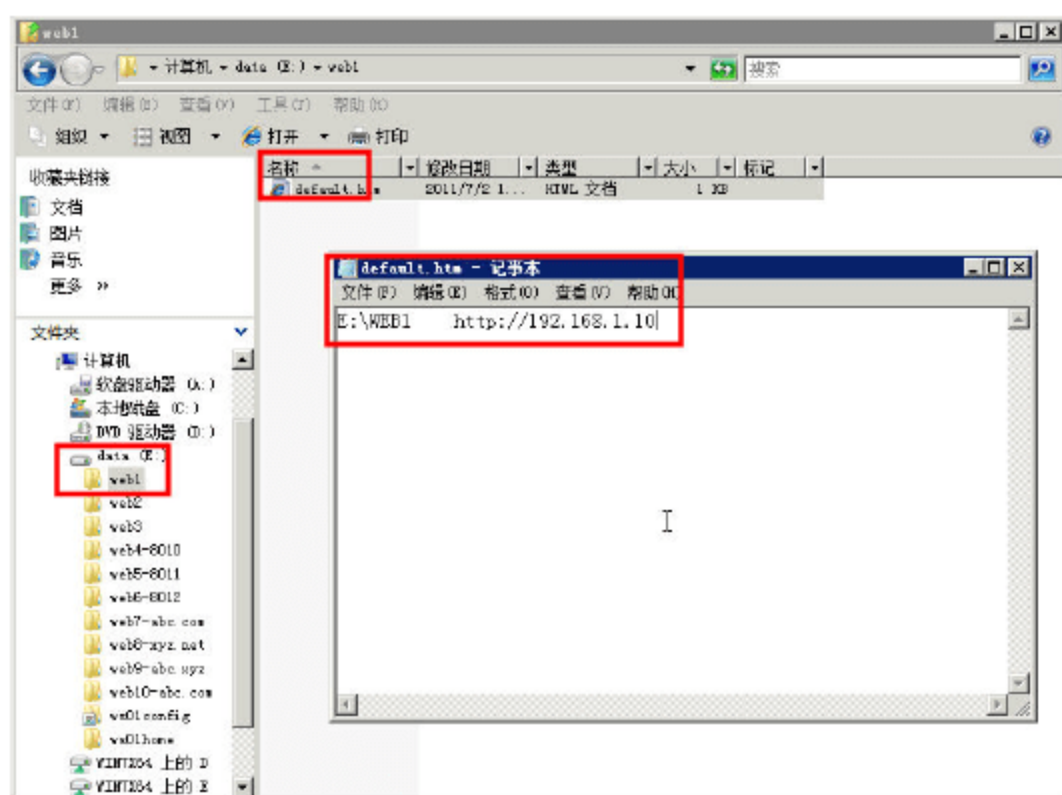 web1
计算机 data (E:) web1
搜索
文件(F) 编辑(E) 查看(V) 工具(T) 帮助(H)
组织 视图 打开 打印
收藏夹链接
文档
图片
音乐
更多 »
文件夹
计算机
软盘驱动器 (A:)
本地磁盘 (C:)
DVD 驱动器 (D:)
data (E:)
web1
web2
web3
web4-8010
web5-8011
web6-8012
web7-abc.com
web8-xyz.net
web9-abc.xyz
web10-abc.com
ws01config
ws01home
上的 D
上的 E
名称 修改日期 类型 大小 标记
default.htm 2011/7/2 1... HTML 文档 1 KB
default.htm - 记事本
文件(F) 编辑(E) 格式(O) 查看(V) 帮助(H)
E:\WEB1 http://192.168.1.10